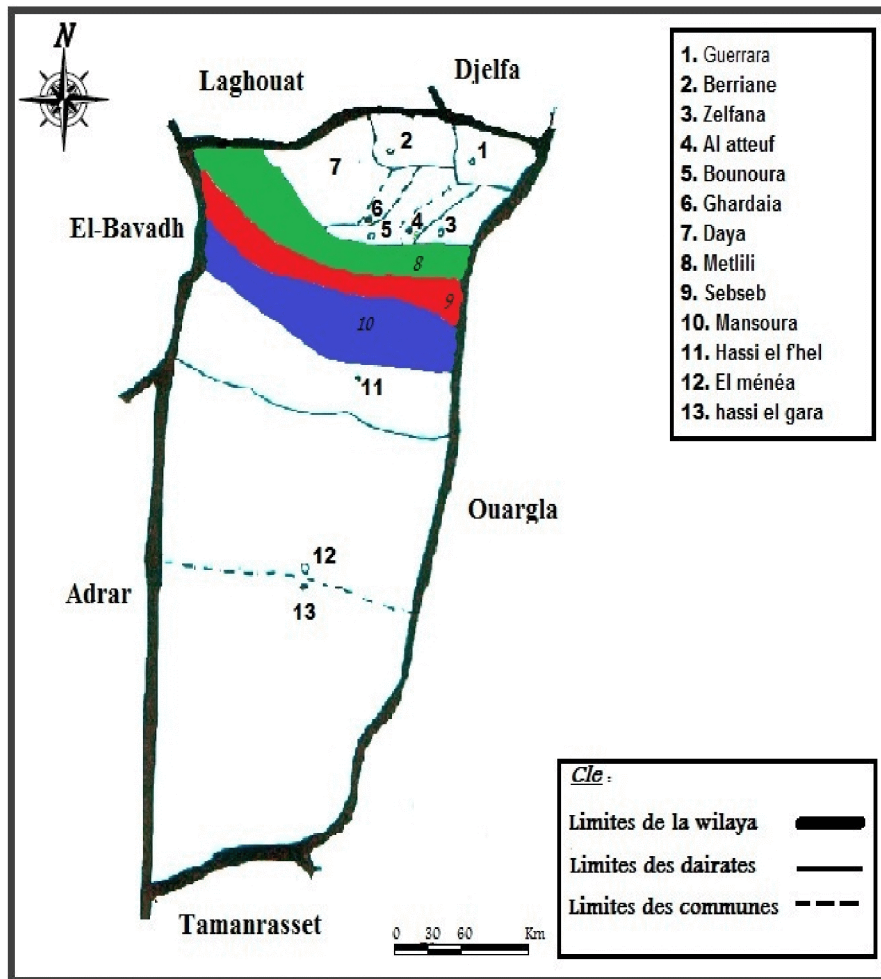 N
Laghouat
Djelfa
El-Bavadh
Adrar
Ouargla
Tamanrasset
1
2
3
4
5
6
7
8
9
10
11
12
13
1. Guerrara
2. Berriane
3. Zelfana
4. Al atteuf
5. Bounoura
6. Ghardaia
7. Daya
8. Metlili
9. Sebseb
10. Mansoura
11. Hassi el f'hel
12. El ménéa
13. hassi el gara
Cle :
Limites de la wilaya
Limites des dairates
Limites des communes
0 30 60 Km